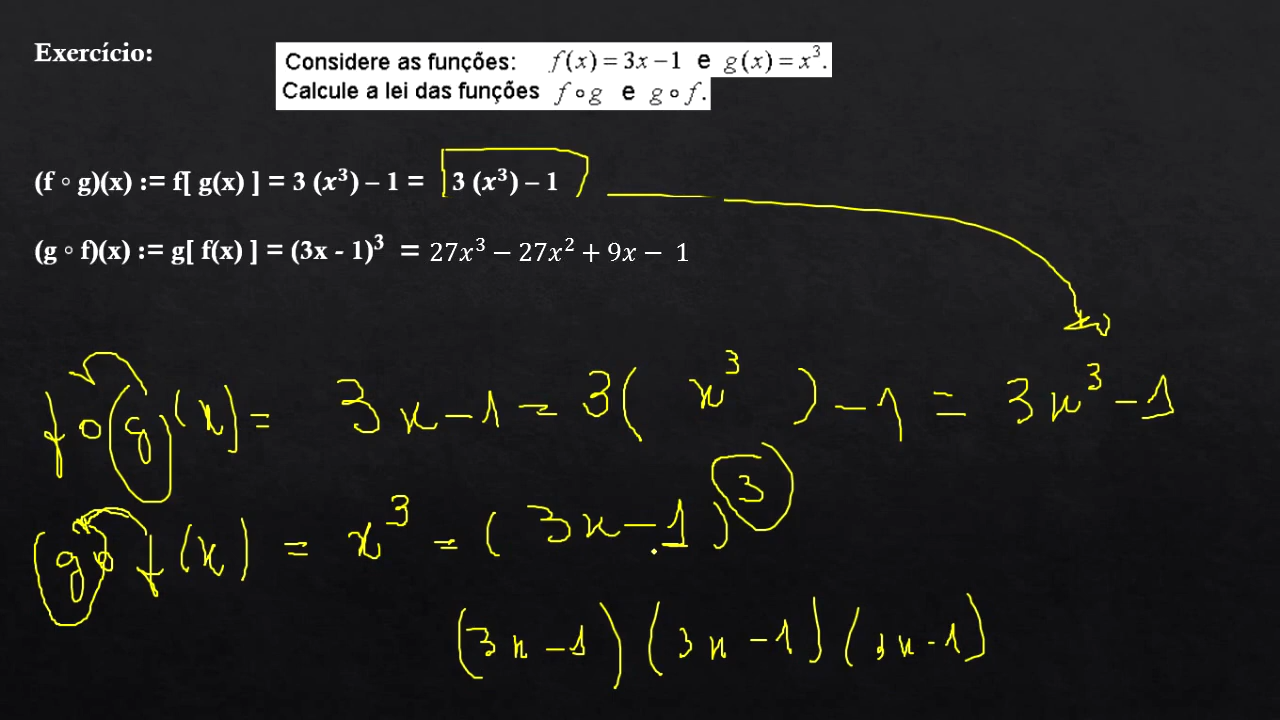 Exercício:
Considere as funções: f(x) = 3x − 1 e g(x) = x³.
Calcule a lei das funções f ∘ g e g ∘ f.
(f ∘ g)(x) := f[ g(x) ] = 3 (x³) – 1 = 3 (x³) – 1
(g ∘ f)(x) := g[ f(x) ] = (3x - 1)³ = 27x³ − 27x² + 9x − 1
f ∘ g (x) = 3x − 1 = 3( x³ ) − 1 = 3x³ − 1
g ∘ f (x) = x³ = (3x − 1)³
(3x − 1) (3x − 1) (3x − 1)